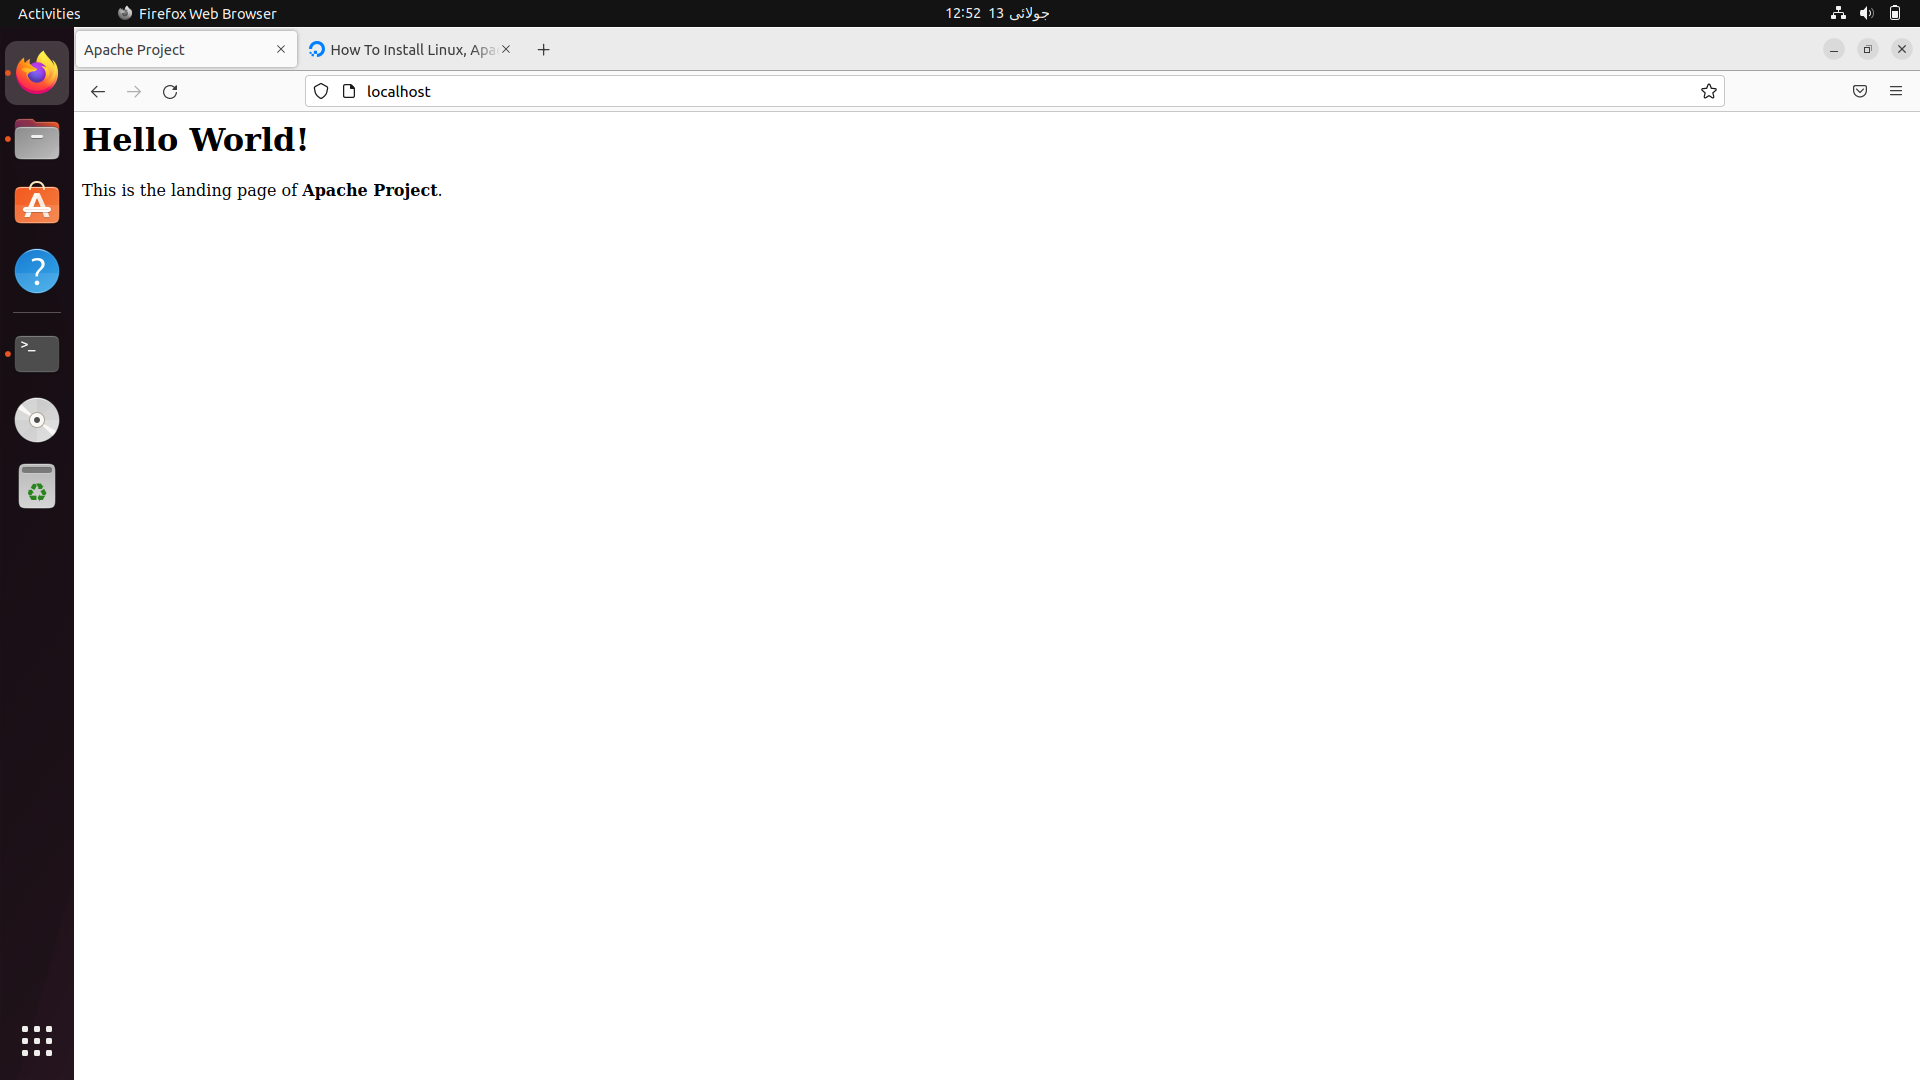 Activities
Firefox Web Browser
12:52 13 جولائی
Apache Project
How To Install Linux, Apa
localhost
Hello World!
This is the landing page of Apache Project.